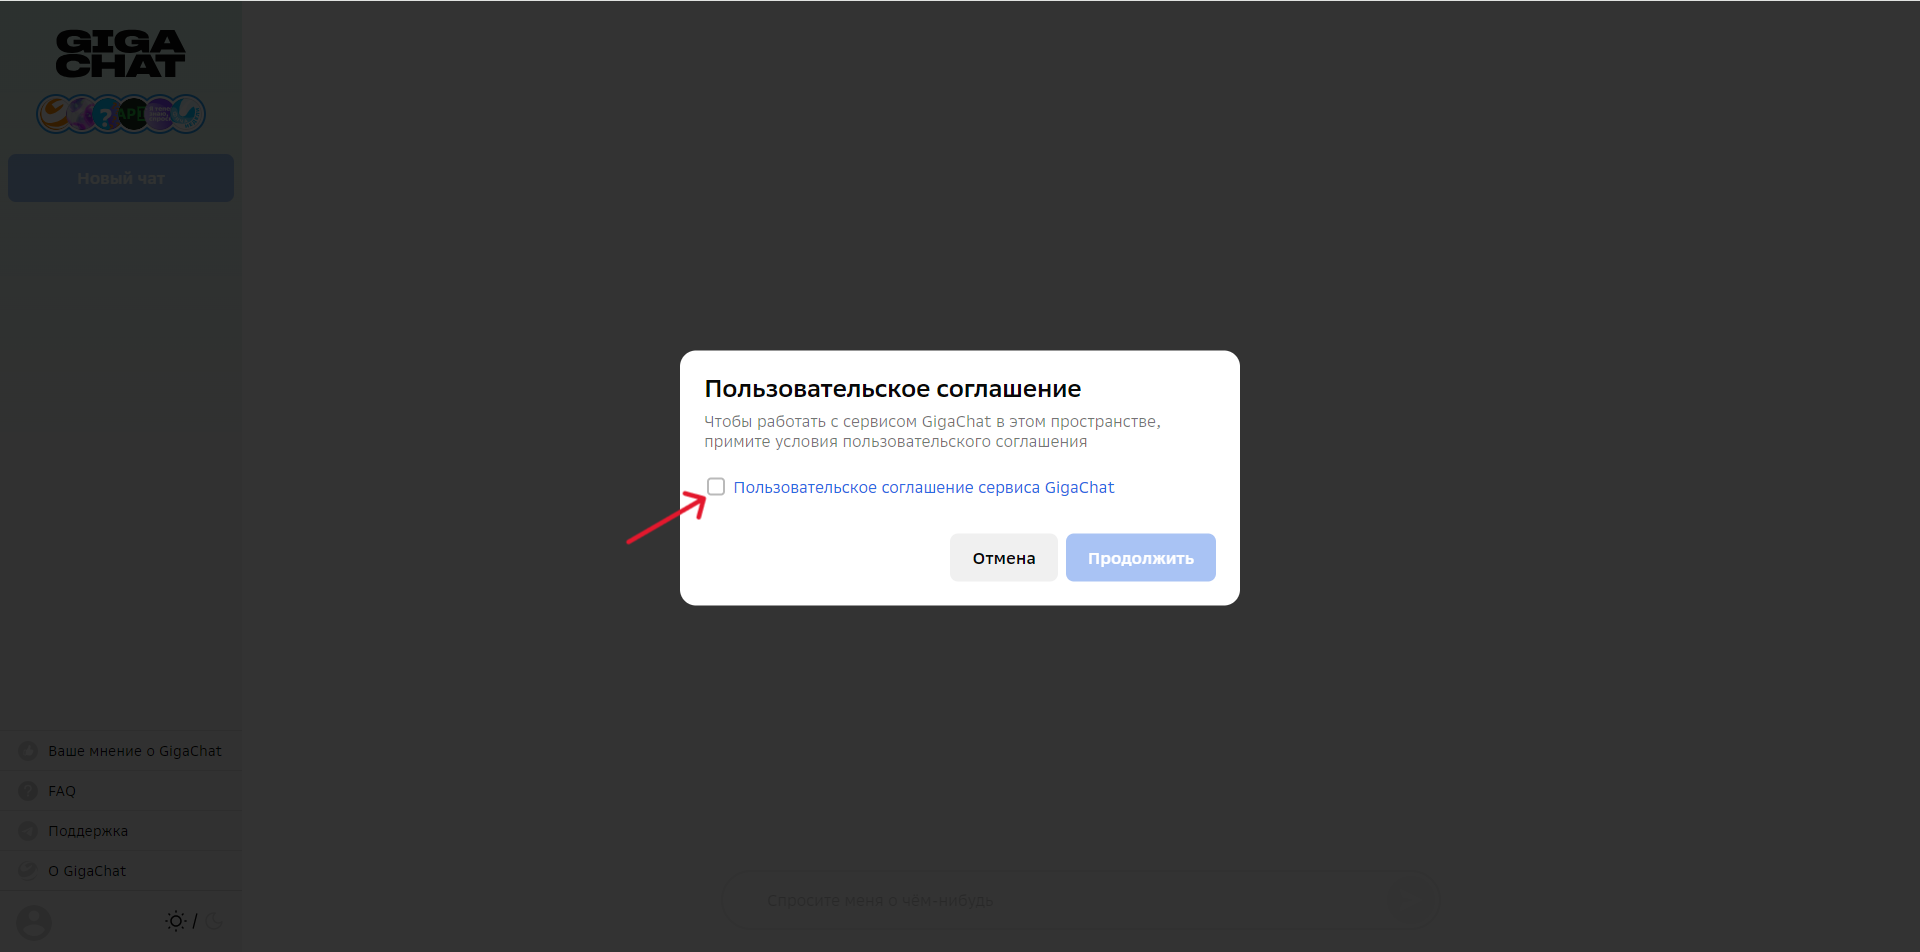 GIGA
CHAT
?
API
Новый чат
Пользовательское соглашение
Чтобы работать с сервисом GigaChat в этом пространстве,
примите условия пользовательского соглашения
Пользовательское соглашение сервиса GigaChat
Отмена
Продолжить
Ваше мнение о GigaChat
FAQ
Поддержка
О GigaChat
/
Спросите меня о чём-нибудь